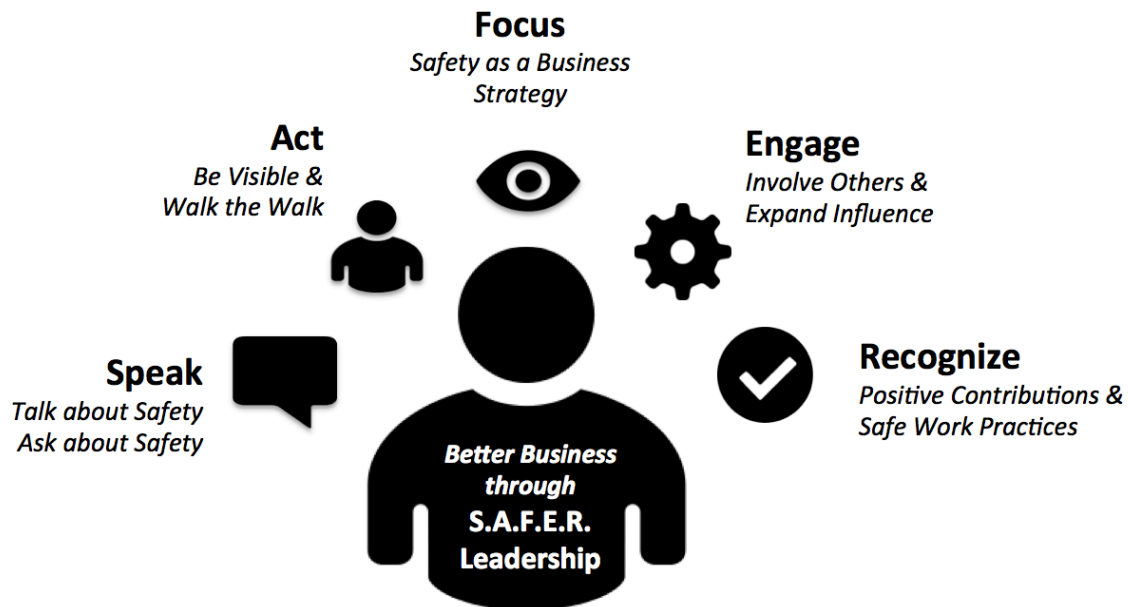 Focus
Safety as a Business
Strategy
Act
Be Visible &
Walk the Walk
Engage
Involve Others &
Expand Influence
Speak
Talk about Safety
Ask about Safety
Recognize
Positive Contributions &
Safe Work Practices
Better Business
through
S.A.F.E.R.
Leadership